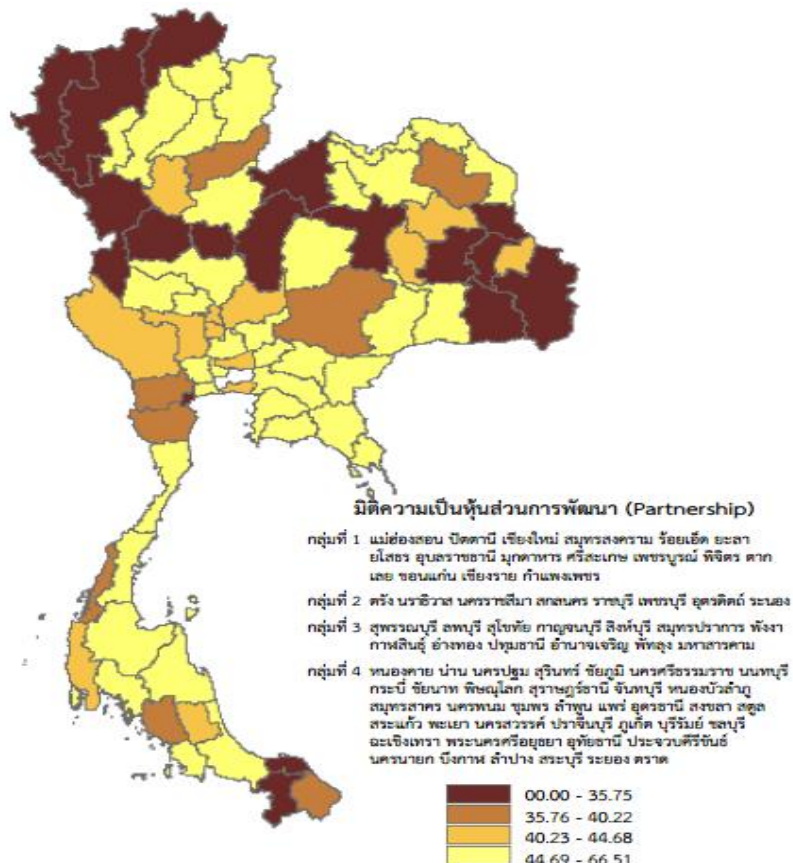 มิติความเป็นหุ้นส่วนการพัฒนา (Partnership)
กลุ่มที่ 1 แม่ฮ่องสอน ปัตตานี เชียงใหม่ สมุทรสงคราม ร้อยเอ็ด ยะลา
ยโสธร อุบลราชธานี มุกดาหาร ศรีสะเกษ เพชรบูรณ์ พิจิตร ตาก
เลย ขอนแก่น เชียงราย กำแพงเพชร
กลุ่มที่ 2 ตรัง นราธิวาส นครราชสีมา สกลนคร ราชบุรี เพชรบุรี อุตรดิตถ์ ระนอง
กลุ่มที่ 3 สุพรรณบุรี ลพบุรี สุโขทัย กาญจนบุรี สิงห์บุรี สมุทรปราการ พังงา
กาฬสินธุ์ อ่างทอง ปทุมธานี อำนาจเจริญ พัทลุง มหาสารคาม
กลุ่มที่ 4 หนองคาย น่าน นครปฐม สุรินทร์ ชัยภูมิ นครศรีธรรมราช นนทบุรี
กระบี่ ชัยนาท พิษณุโลก สุราษฎร์ธานี จันทบุรี หนองบัวลำภู
สมุทรสาคร นครพนม ชุมพร ลำพูน แพร่ อุดรธานี สงขลา สตูล
สระแก้ว พะเยา นครสวรรค์ ปราจีนบุรี ภูเก็ต บุรีรัมย์ ชลบุรี
ฉะเชิงเทรา พระนครศรีอยุธยา อุทัยธานี ประจวบคีรีขันธ์
นครนายก บึงกาฬ ลำปาง สระบุรี ระยอง ตราด
00.00 - 35.75
35.76 - 40.22
40.23 - 44.68
44.69 - 66.51